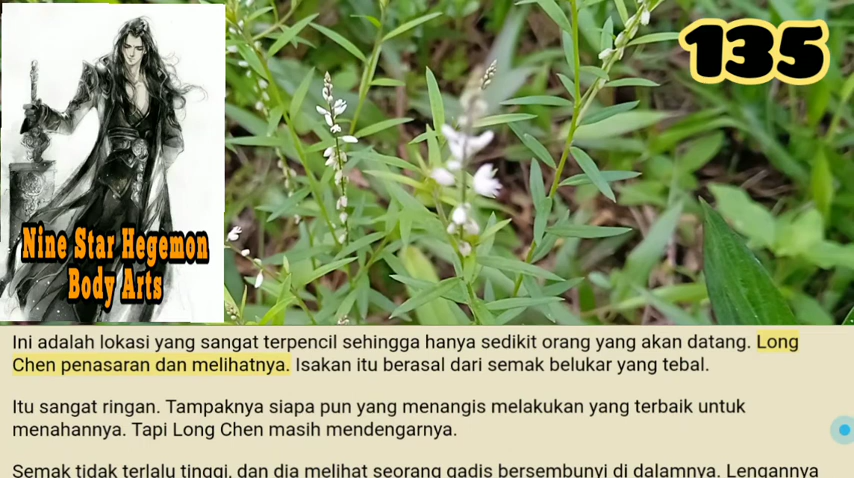 135
Nine Star Hegemon
Body Arts
Ini adalah lokasi yang sangat terpencil sehingga hanya sedikit orang yang akan datang. Long
Chen penasaran dan melihatnya. Isakan itu berasal dari semak belukar yang tebal.
Itu sangat ringan. Tampaknya siapa pun yang menangis melakukan yang terbaik untuk
menahannya. Tapi Long Chen masih mendengarnya.
Semak tidak terlalu tinggi, dan dia melihat seorang gadis bersembunyi di dalamnya. Lengannya